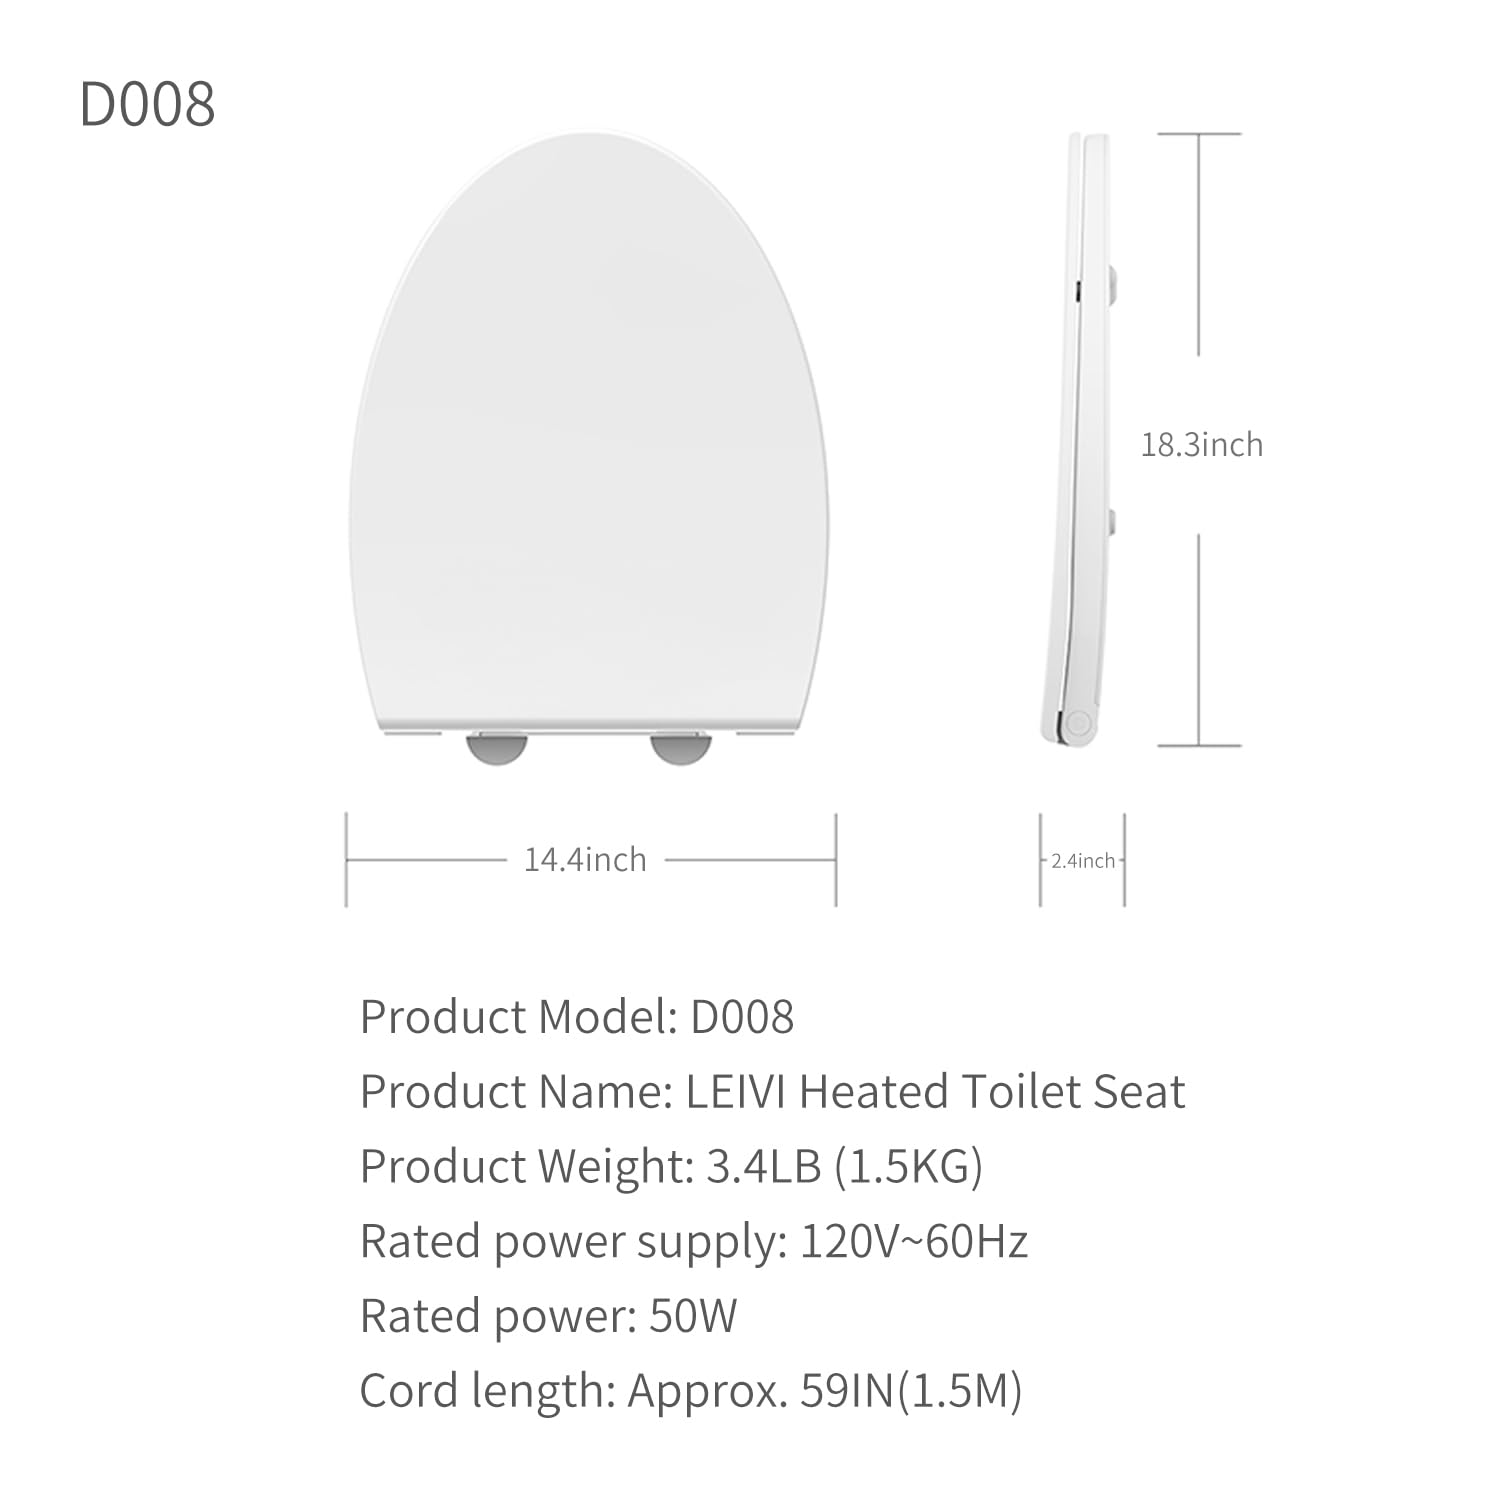 D008
18.3inch
14.4inch
2.4inch
Product Model: D008
Product Name: LEIVI Heated Toilet Seat
Product Weight: 3.4LB (1.5KG)
Rated power supply: 120V~60Hz
Rated power: 50W
Cord length: Approx. 59IN(1.5M)